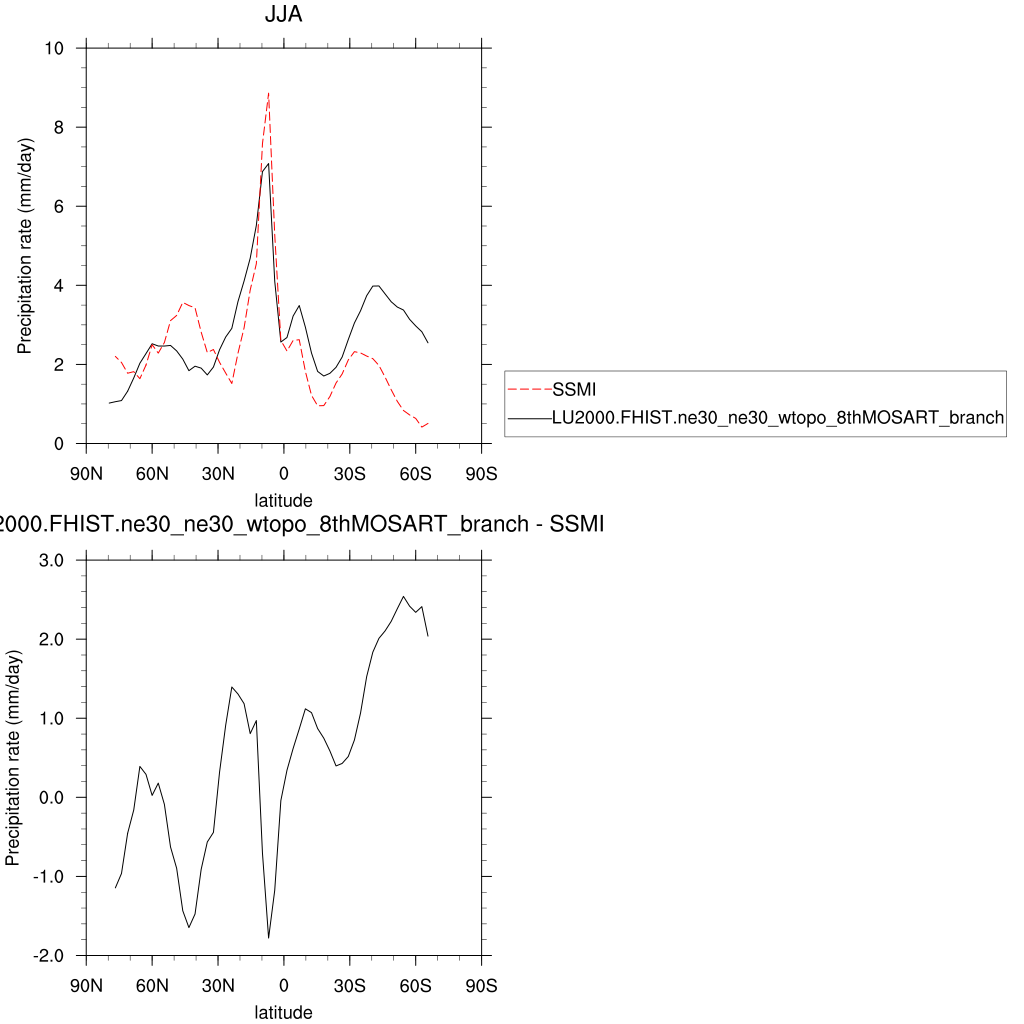 JJA
10
8
6
4
2
0
Precipitation rate (mm/day)
90N 60N 30N 0 30S 60S 90S
latitude
SSMI
LU2000.FHIST.ne30_ne30_wtopo_8thMOSART_branch
2000.FHIST.ne30_ne30_wtopo_8thMOSART_branch - SSMI
3.0
2.0
1.0
0.0
-1.0
-2.0
Precipitation rate (mm/day)
90N 60N 30N 0 30S 60S 90S
latitude